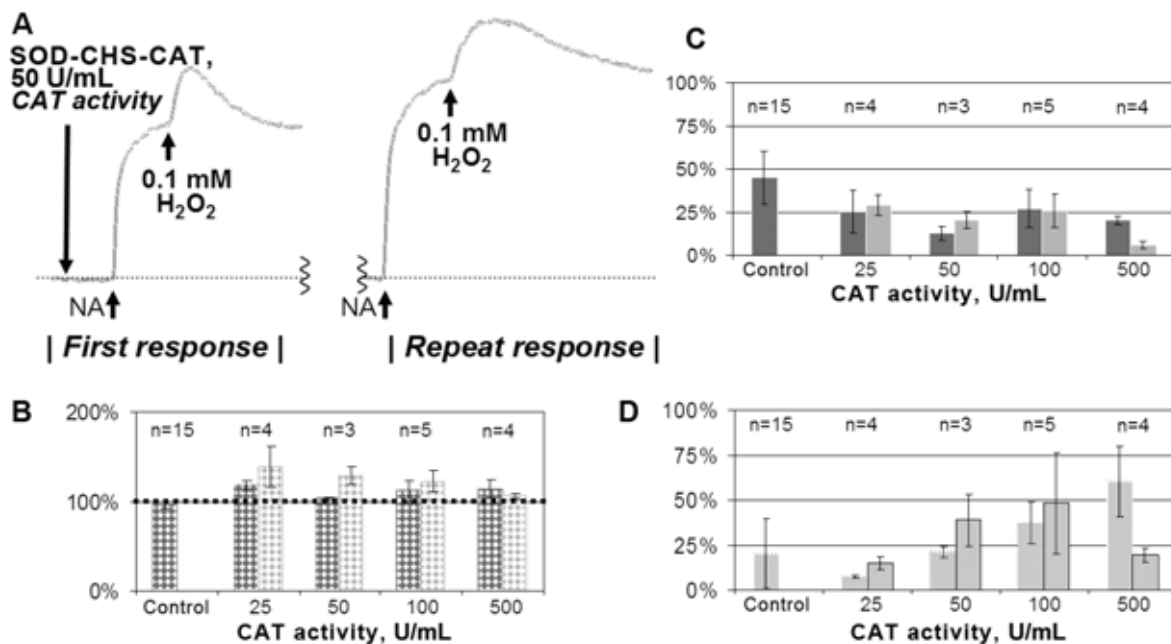 A
SOD-CHS-CAT,
50 U/mL
CAT activity
0.1 mM
H₂O₂
NA
| First response |
0.1 mM
H₂O₂
NA
| Repeat response |
B
200%
100%
0%
n=15 n=4 n=3 n=5 n=4
Control 25 50 100 500
CAT activity, U/mL
C
100%
75%
50%
25%
0%
n=15 n=4 n=3 n=5 n=4
Control 25 50 100 500
CAT activity, U/mL
D
100%
75%
50%
25%
0%
n=15 n=4 n=3 n=5 n=4
Control 25 50 100 500
CAT activity, U/mL